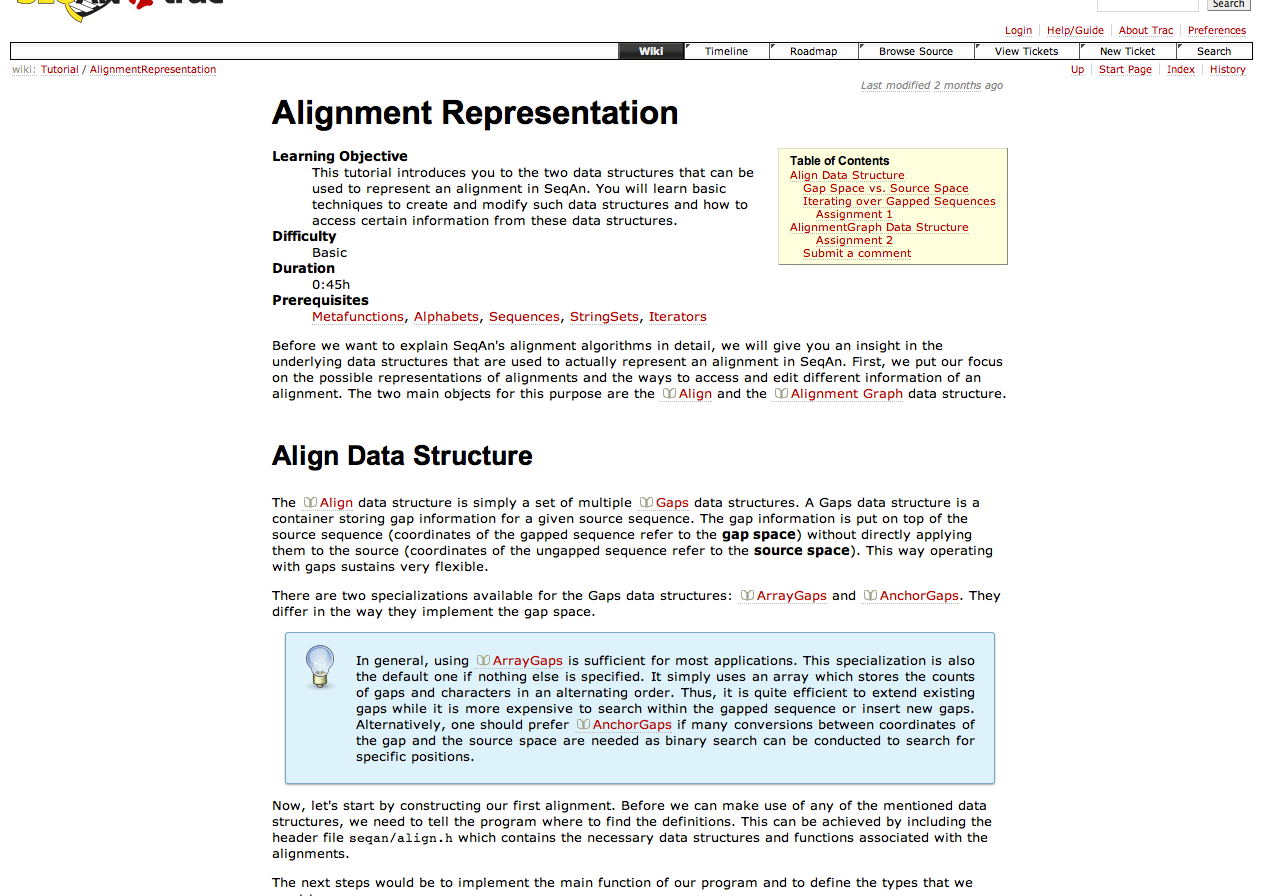 Search
Login Help/Guide About Trac Preferences
Wiki Timeline Roadmap Browse Source View Tickets New Ticket Search
wiki: Tutorial / AlignmentRepresentation
Up Start Page Index History
Last modified 2 months ago
Alignment Representation
Learning Objective
This tutorial introduces you to the two data structures that can be
used to represent an alignment in SeqAn. You will learn basic
techniques to create and modify such data structures and how to
access certain information from these data structures.
Difficulty
Basic
Duration
0:45h
Prerequisites
Metafunctions, Alphabets, Sequences, StringSets, Iterators
Table of Contents
Align Data Structure
Gap Space vs. Source Space
Iterating over Gapped Sequences
Assignment 1
AlignmentGraph Data Structure
Assignment 2
Submit a comment
Before we want to explain SeqAn's alignment algorithms in detail, we will give you an insight in the
underlying data structures that are used to actually represent an alignment in SeqAn. First, we put our focus
on the possible representations of alignments and the ways to access and edit different information of an
alignment. The two main objects for this purpose are the Align and the Alignment Graph data structure.
Align Data Structure
The Align data structure is simply a set of multiple Gaps data structures. A Gaps data structure is a
container storing gap information for a given source sequence. The gap information is put on top of the
source sequence (coordinates of the gapped sequence refer to the gap space) without directly applying
them to the source (coordinates of the ungapped sequence refer to the source space). This way operating
with gaps sustains very flexible.
There are two specializations available for the Gaps data structures: ArrayGaps and AnchorGaps. They
differ in the way they implement the gap space.
In general, using ArrayGaps is sufficient for most applications. This specialization is also
the default one if nothing else is specified. It simply uses an array which stores the counts
of gaps and characters in an alternating order. Thus, it is quite efficient to extend existing
gaps while it is more expensive to search within the gapped sequence or insert new gaps.
Alternatively, one should prefer AnchorGaps if many conversions between coordinates of
the gap and the source space are needed as binary search can be conducted to search for
specific positions.
Now, let's start by constructing our first alignment. Before we can make use of any of the mentioned data
structures, we need to tell the program where to find the definitions. This can be achieved by including the
header file seqan/align.h which contains the necessary data structures and functions associated with the
alignments.
The next steps would be to implement the main function of our program and to define the types that we